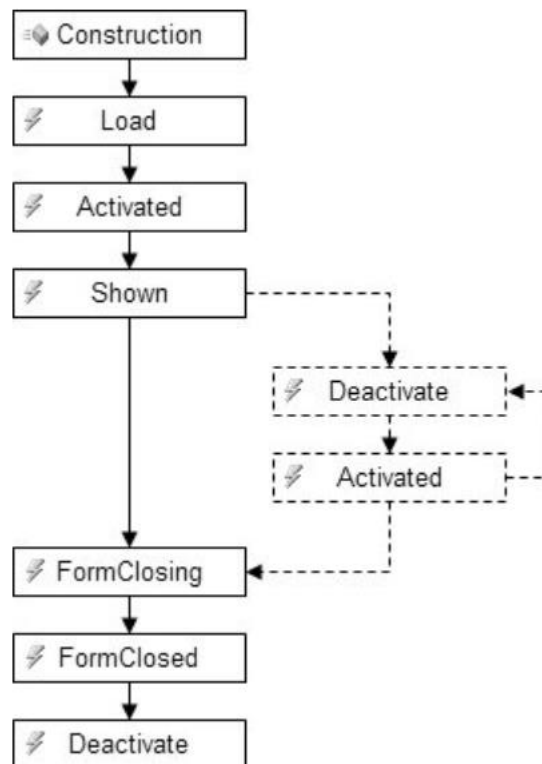 Construction
Load
Activated
Shown
Deactivate
Activated
FormClosing
FormClosed
Deactivate